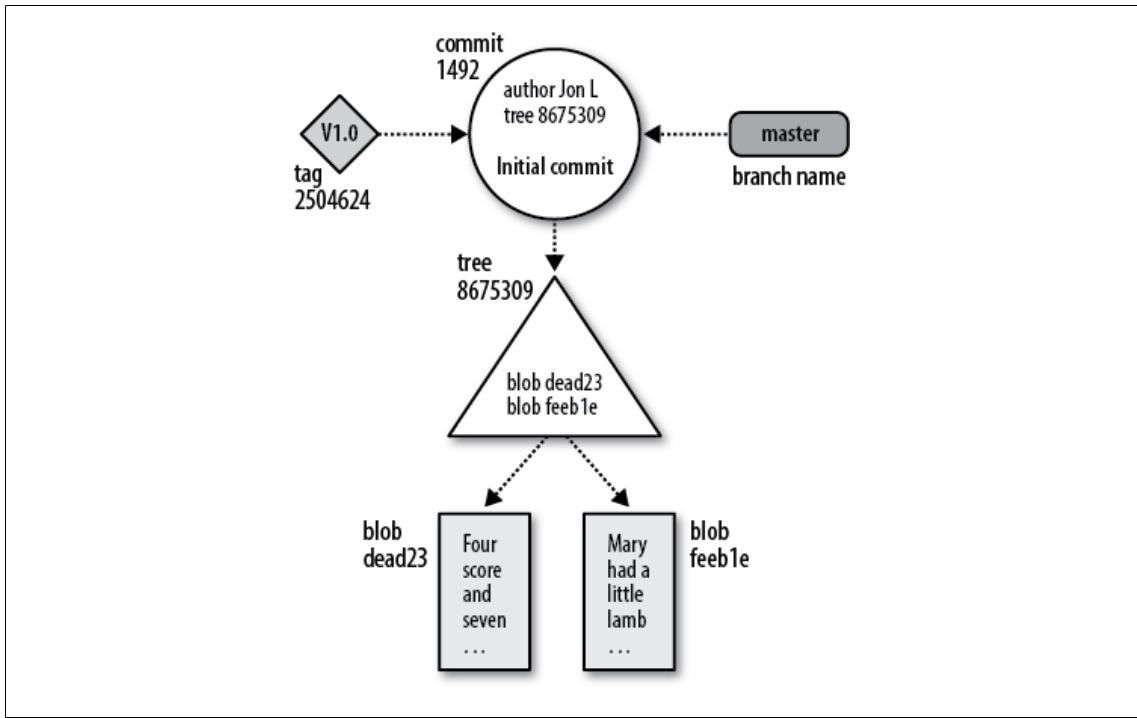 commit
1492
author Jon L
tree 8675309
Initial commit
V1.0
tag
2504624
master
branch name
tree
8675309
blob dead23
blob feeb1e
blob
dead23
Four
score
and
seven
...
Mary
had a
little
lamb
...
blob
feeb1e